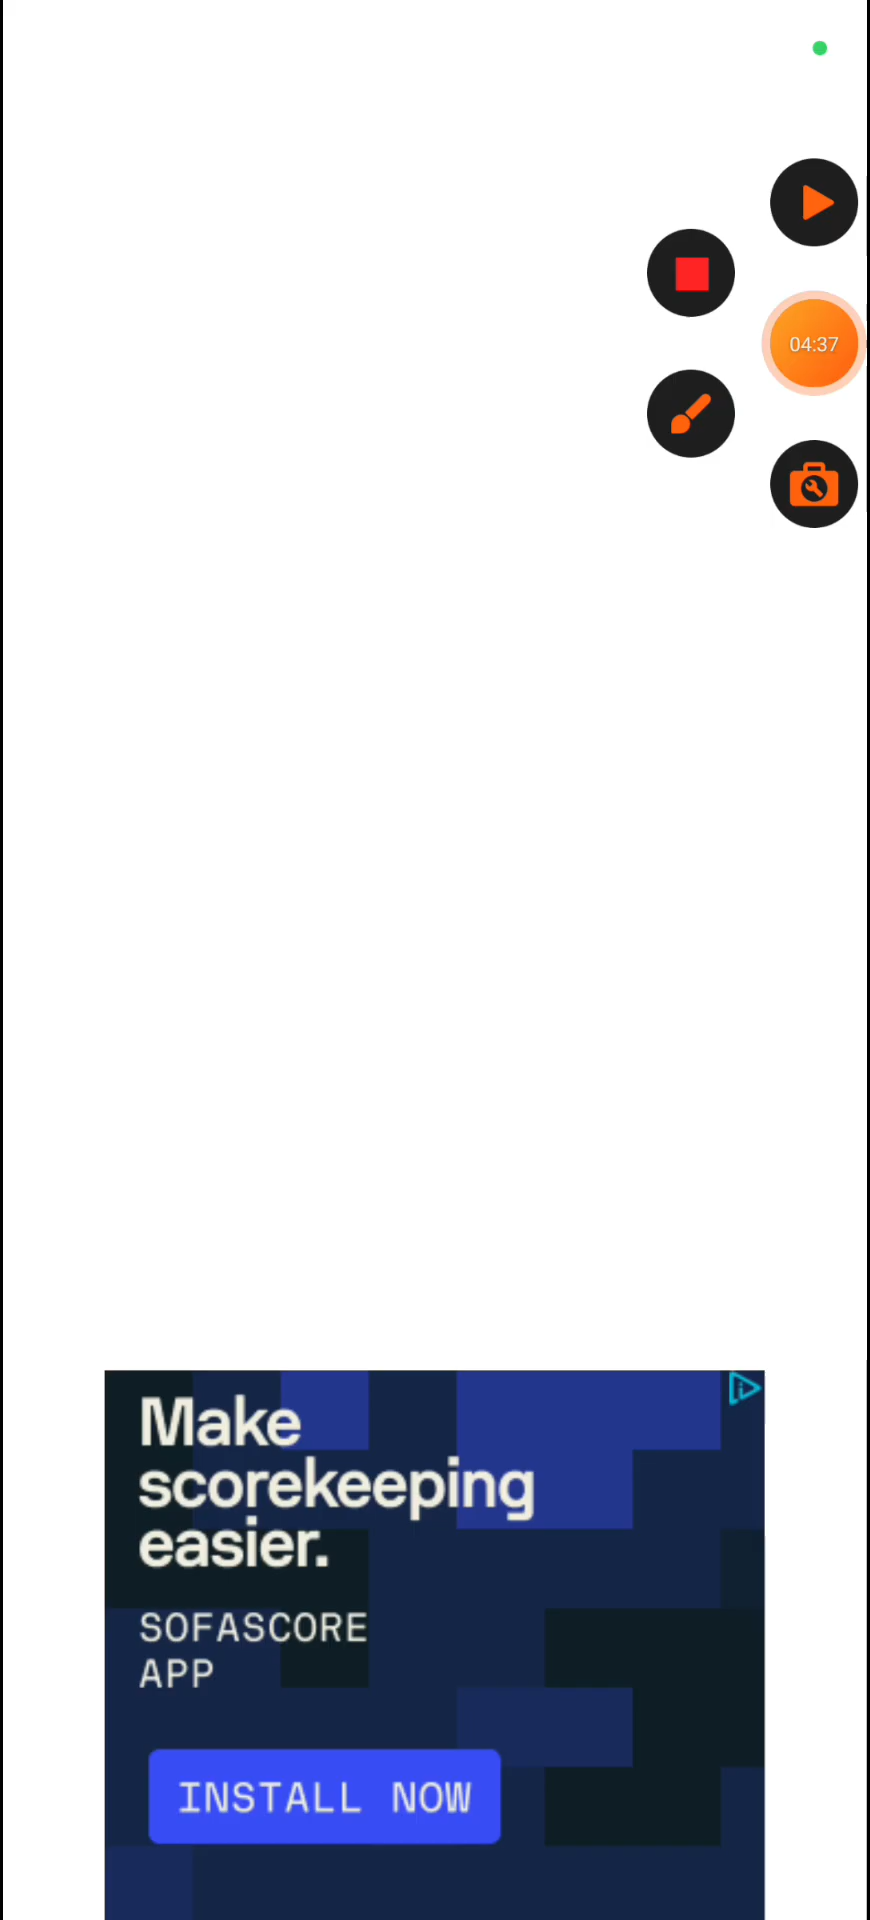 04:37
Make
scorekeeping
easier.
SOFASCORE
APP
INSTALL NOW